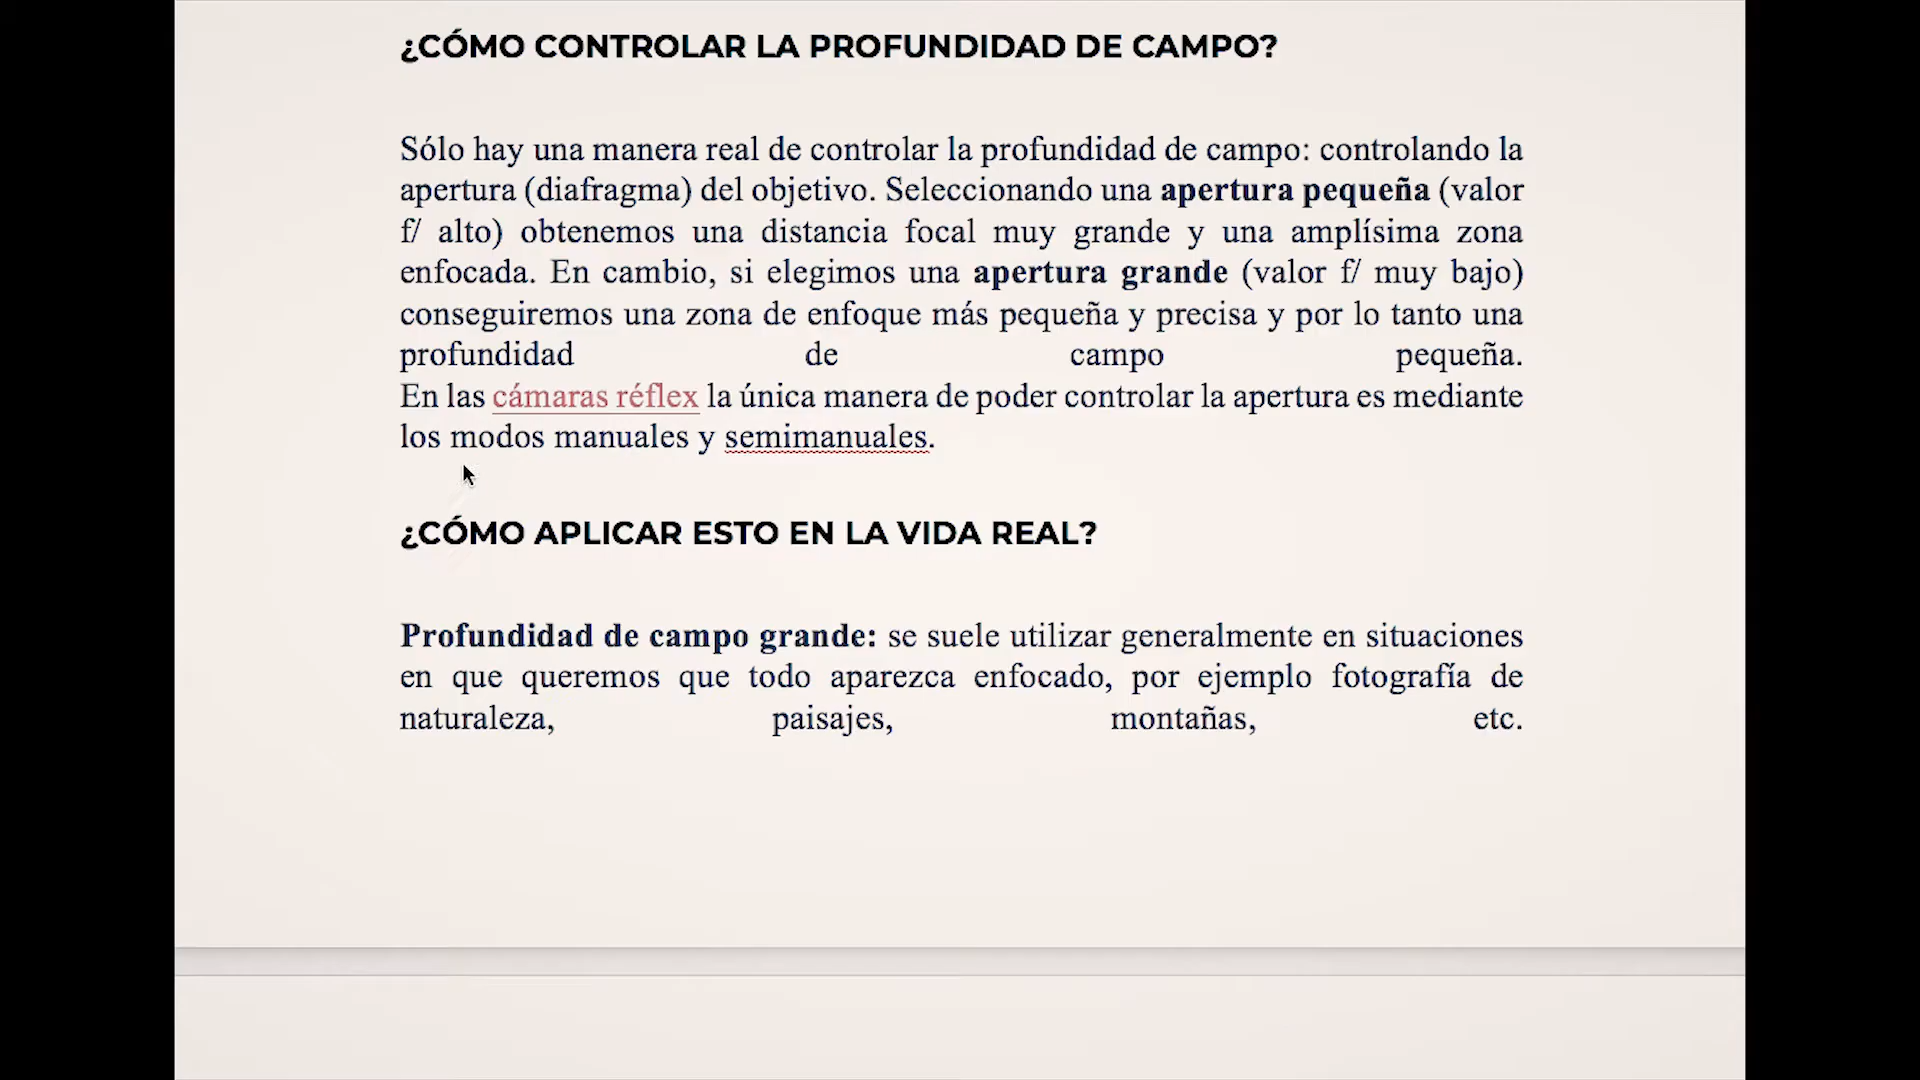 ¿CÓMO CONTROLAR LA PROFUNDIDAD DE CAMPO?
Sólo hay una manera real de controlar la profundidad de campo: controlando la
apertura (diafragma) del objetivo. Seleccionando una apertura pequeña (valor
f/ alto) obtenemos una distancia focal muy grande y una amplísima zona
enfocada. En cambio, si elegimos una apertura grande (valor f/ muy bajo)
conseguiremos una zona de enfoque más pequeña y precisa y por lo tanto una
profundidad de campo pequeña.
En las cámaras réflex la única manera de poder controlar la apertura es mediante
los modos manuales y semimanuales.
¿CÓMO APLICAR ESTO EN LA VIDA REAL?
Profundidad de campo grande: se suele utilizar generalmente en situaciones
en que queremos que todo aparezca enfocado, por ejemplo fotografía de
naturaleza, paisajes, montañas, etc.